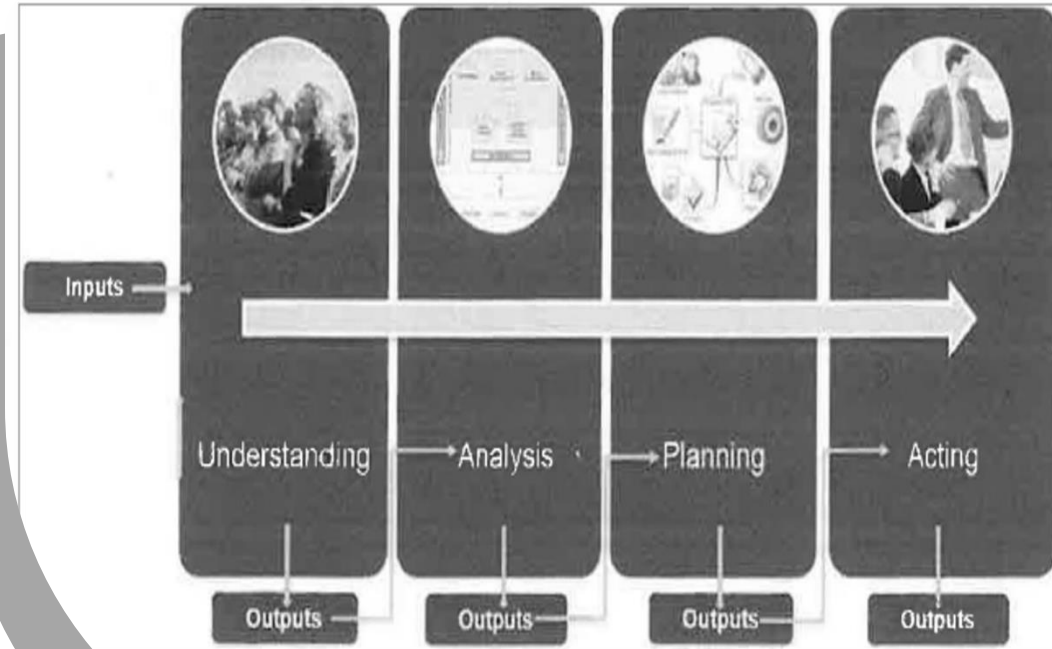 Inputs
Understanding
Analysis
Planning
Acting
Outputs
Outputs
Outputs
Outputs